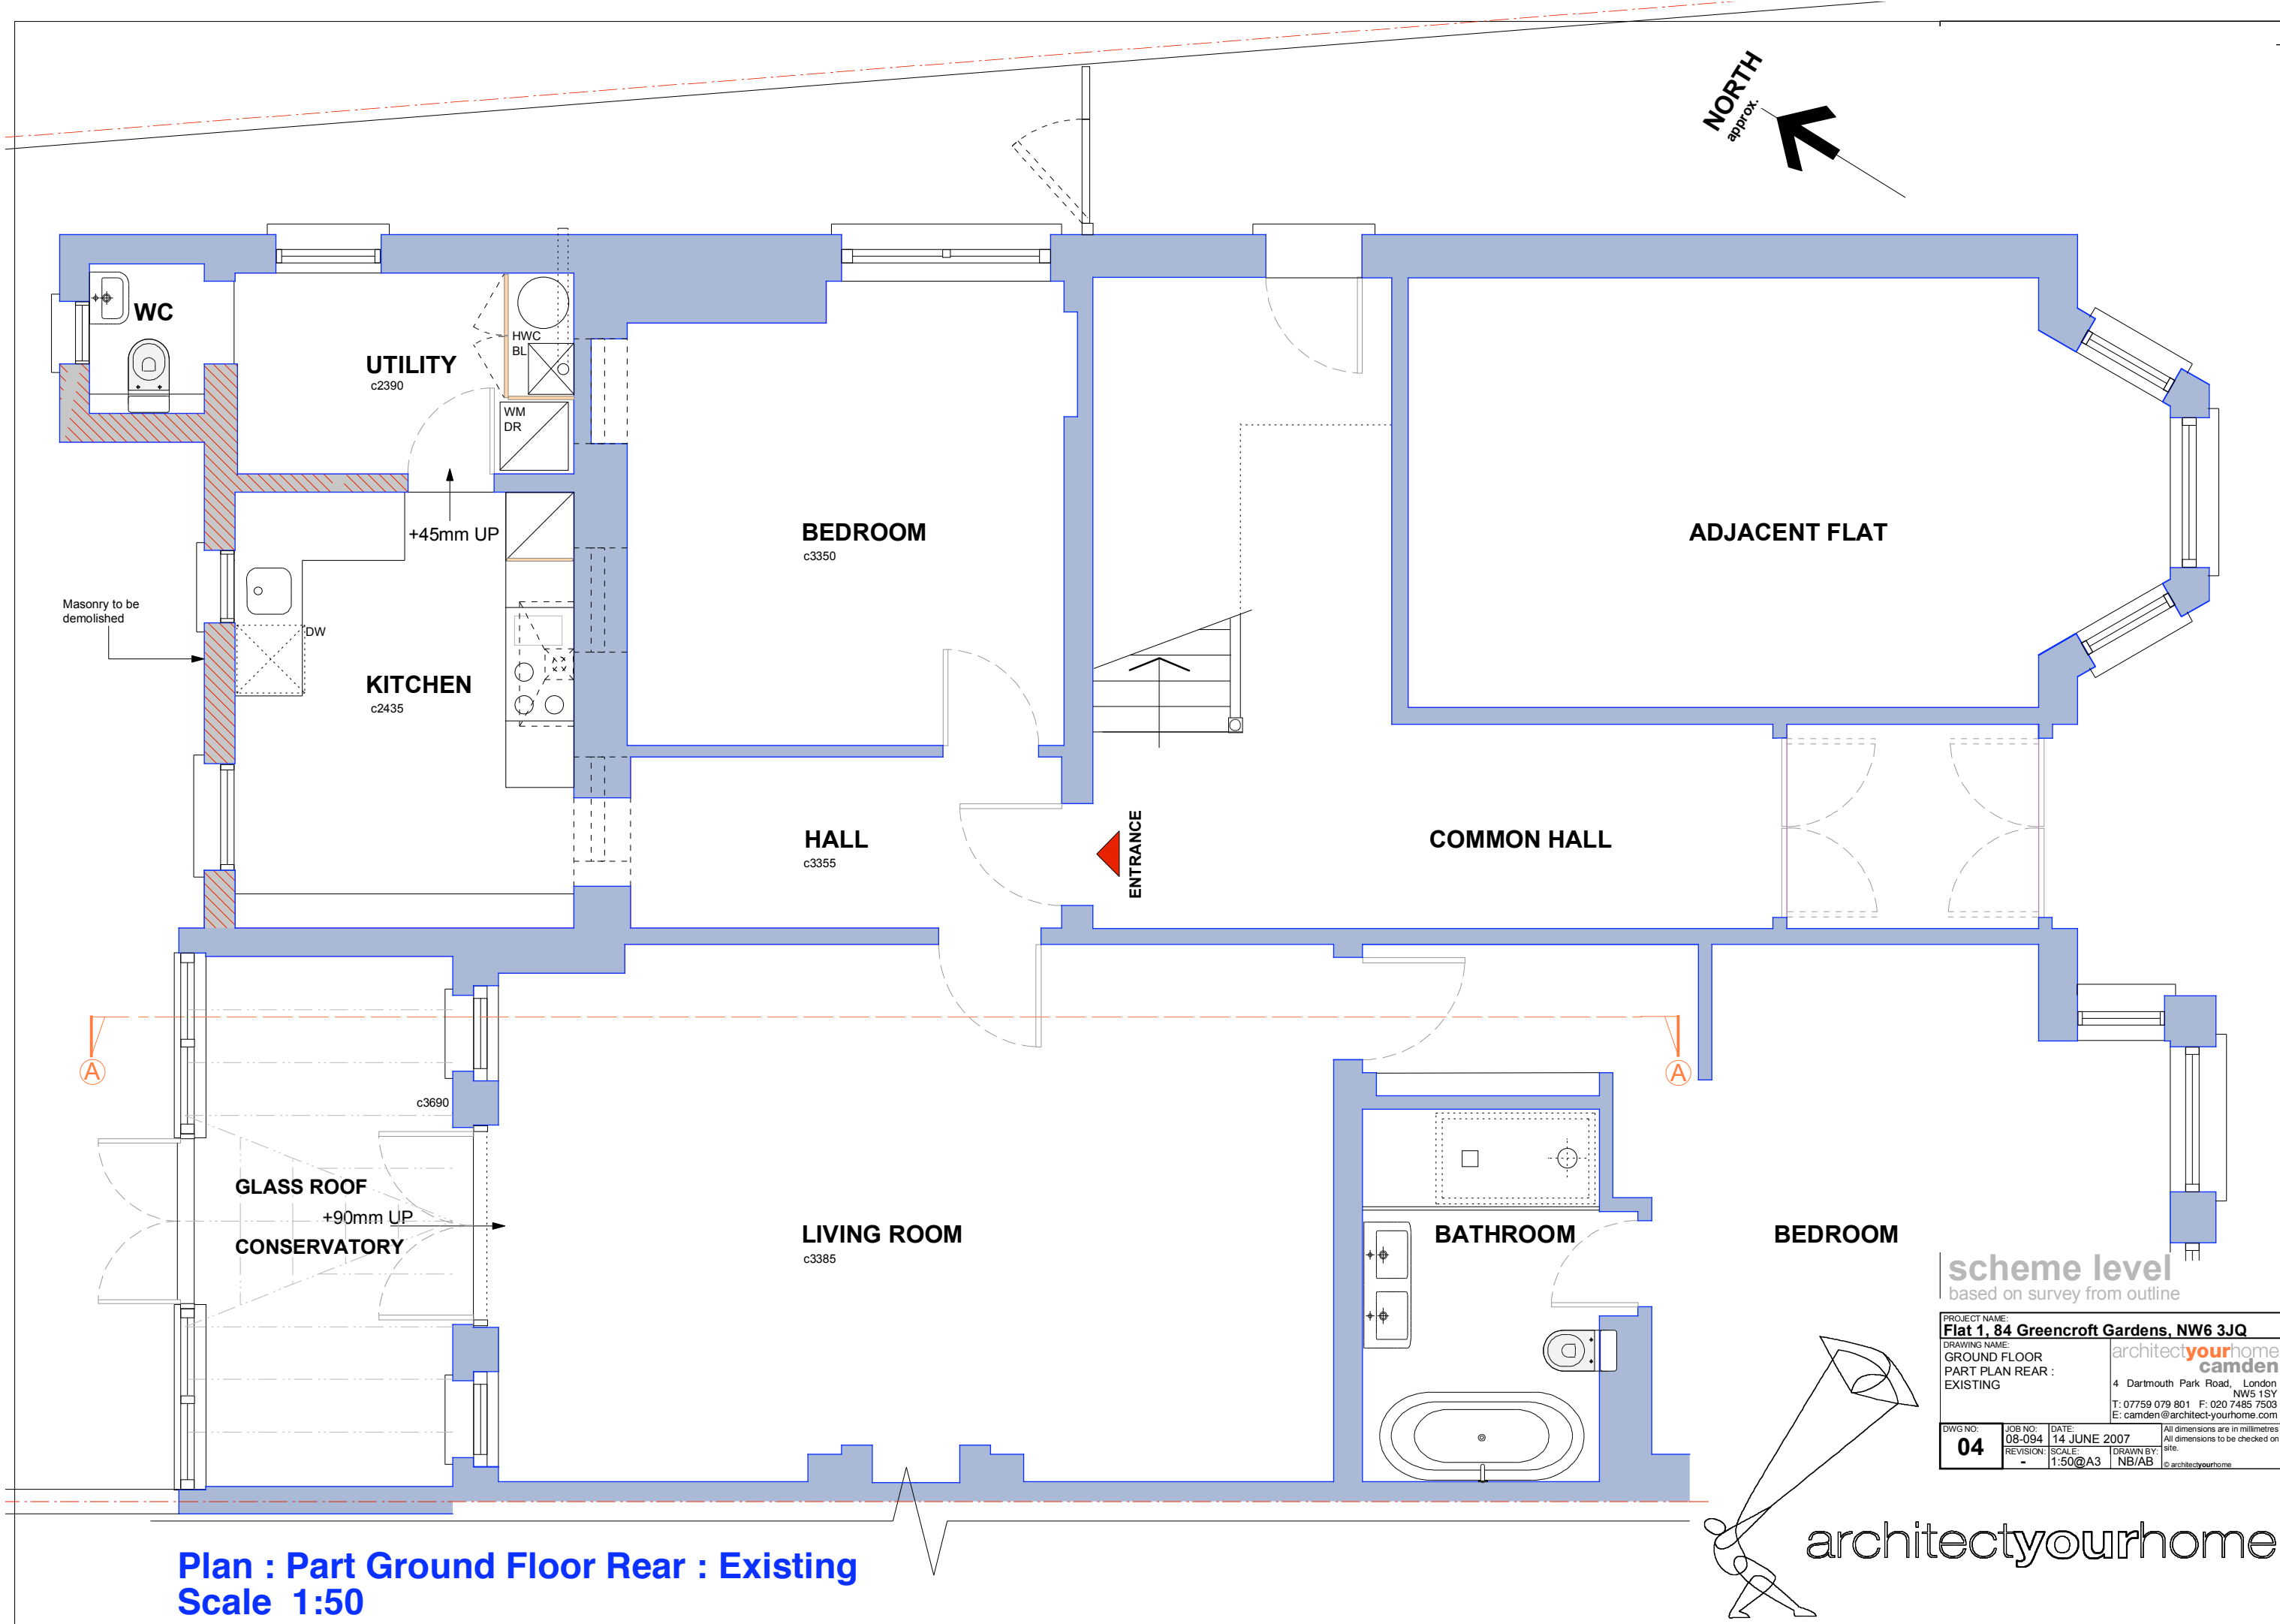 NORTH
approx.
WC
UTILITY
c2390
HWC
BL
WM
DR
+45mm UP
BEDROOM
c3350
ADJACENT FLAT
Masonry to be
demolished
DW
KITCHEN
c2435
HALL
c3355
ENTRANCE
COMMON HALL
A
A
c3690
GLASS ROOF
+90mm UP
CONSERVATORY
LIVING ROOM
c3385
BATHROOM
BEDROOM
scheme level
based on survey from outline
PROJECT NAME:
Flat 1, 84 Greencroft Gardens, NW6 3JQ
DRAWING NAME:
GROUND FLOOR
PART PLAN REAR :
EXISTING
architectyourhome
camden
4 Dartmouth Park Road, London
NW5 1SY
T: 07759 079 801 F: 020 7485 7503
E: camden@architect-yourhome.com
DWG NO:
04
JOB NO:
08-094
DATE:
14 JUNE 2007
REVISION:
-
SCALE:
1:50@A3
DRAWN BY:
NB/AB
All dimensions are in millimetres
All dimensions to be checked on
site.
© architectyourhome
architectyourhome
Plan : Part Ground Floor Rear : Existing
Scale 1:50